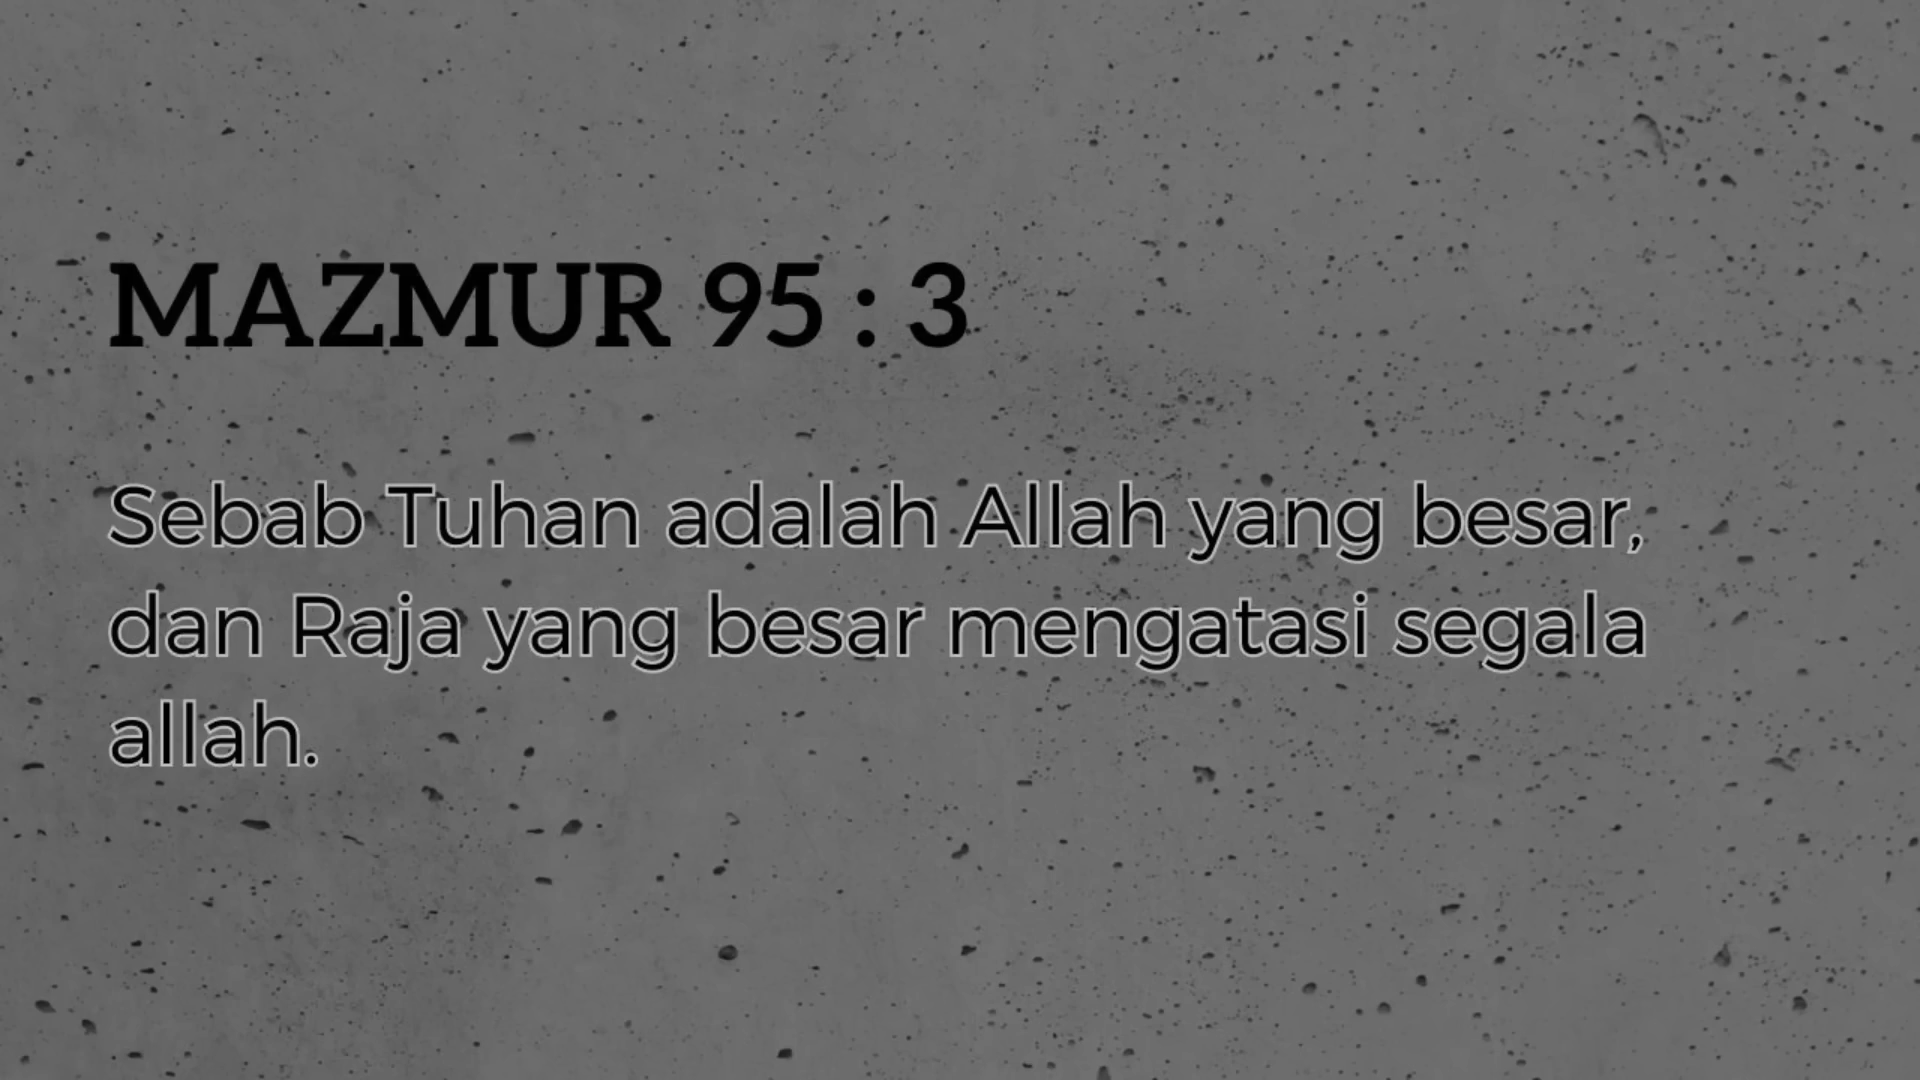 MAZMUR 95 : 3
Sebab Tuhan adalah Allah yang besar,
dan Raja yang besar mengatasi segala
allah.